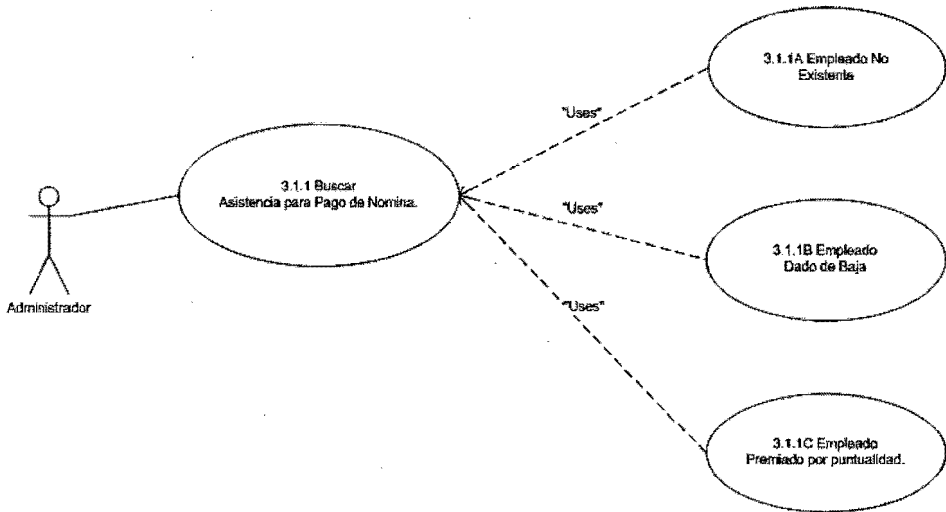 3.1.1A Empleado No
Existente
"Uses"
3.1.1 Buscar
Asistencia para Pago de Nomina.
"Uses"
3.1.1B Empleado
Dado de Baja
Administrador
"Uses"
3.1.1C Empleado
Premiado por puntualidad.